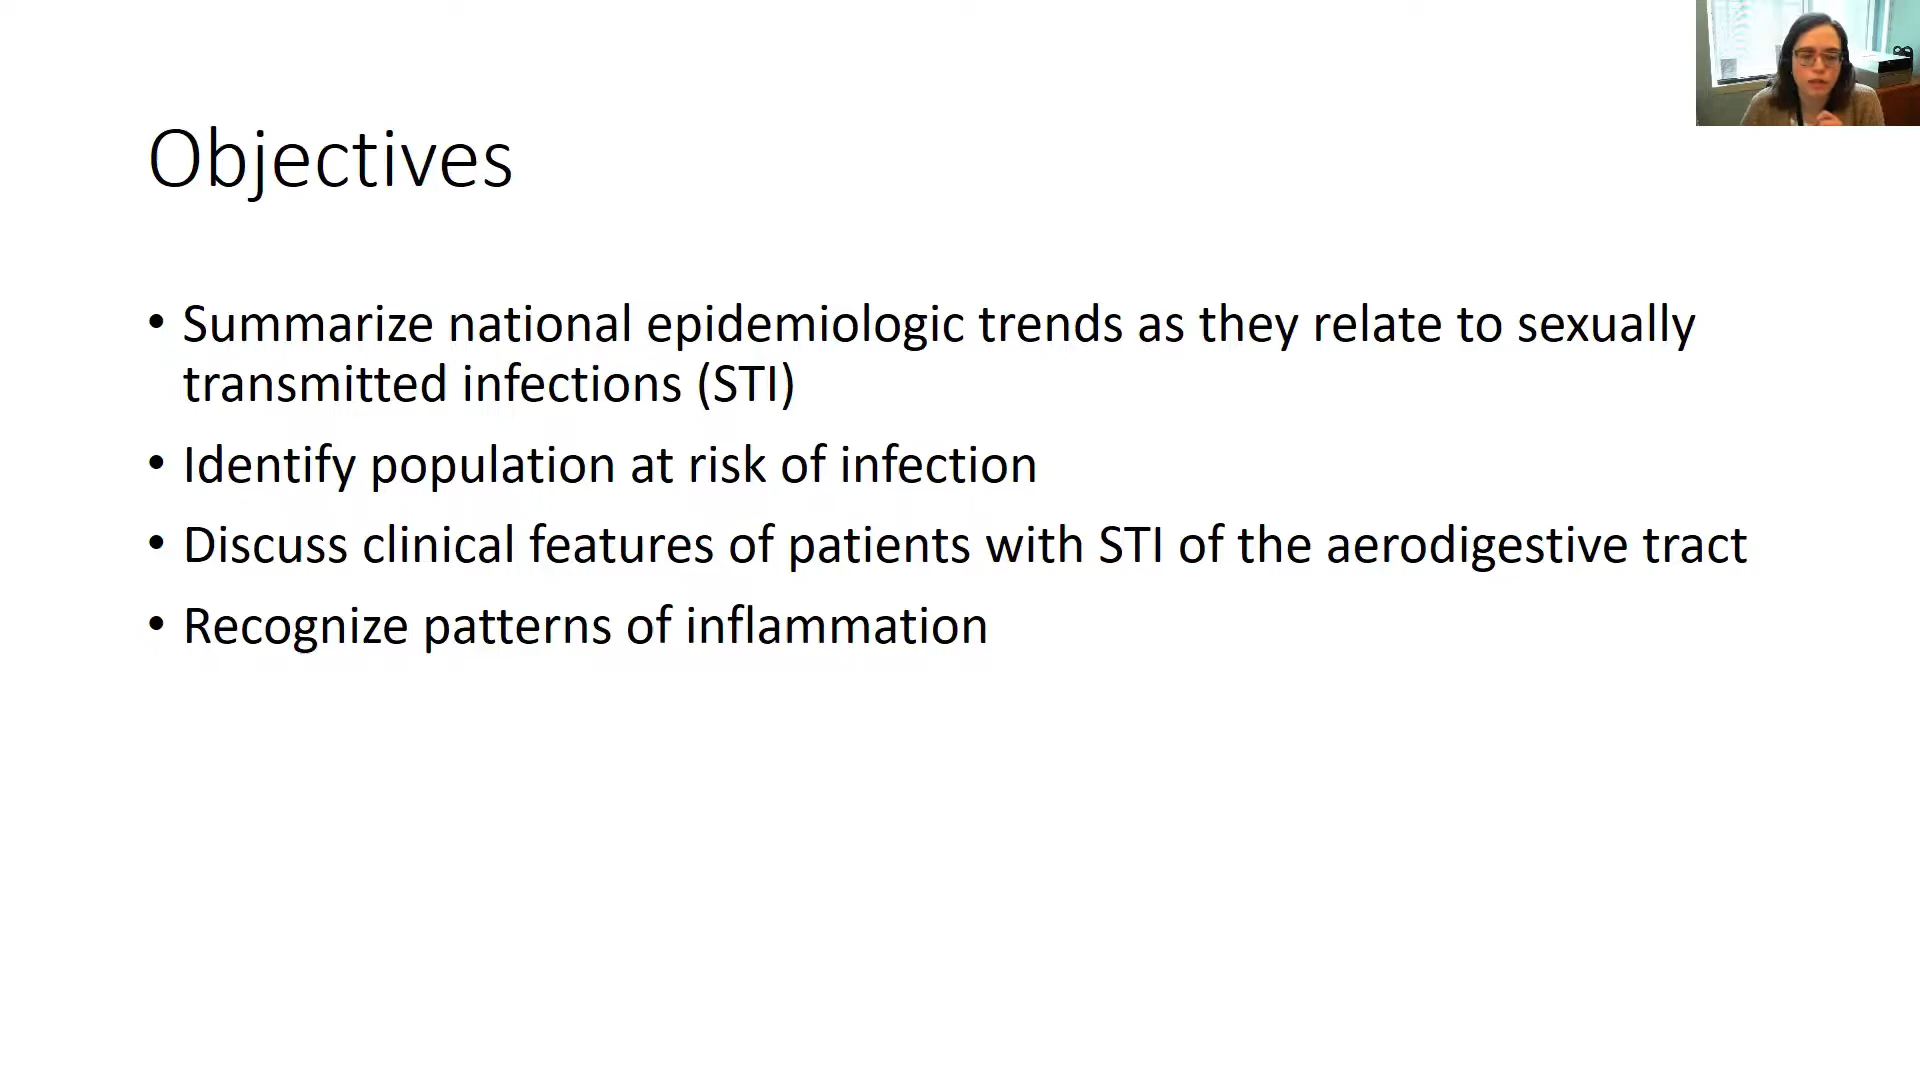 Objectives
• Summarize national epidemiologic trends as they relate to sexually
transmitted infections (STI)
• Identify population at risk of infection
• Discuss clinical features of patients with STI of the aerodigestive tract
• Recognize patterns of inflammation